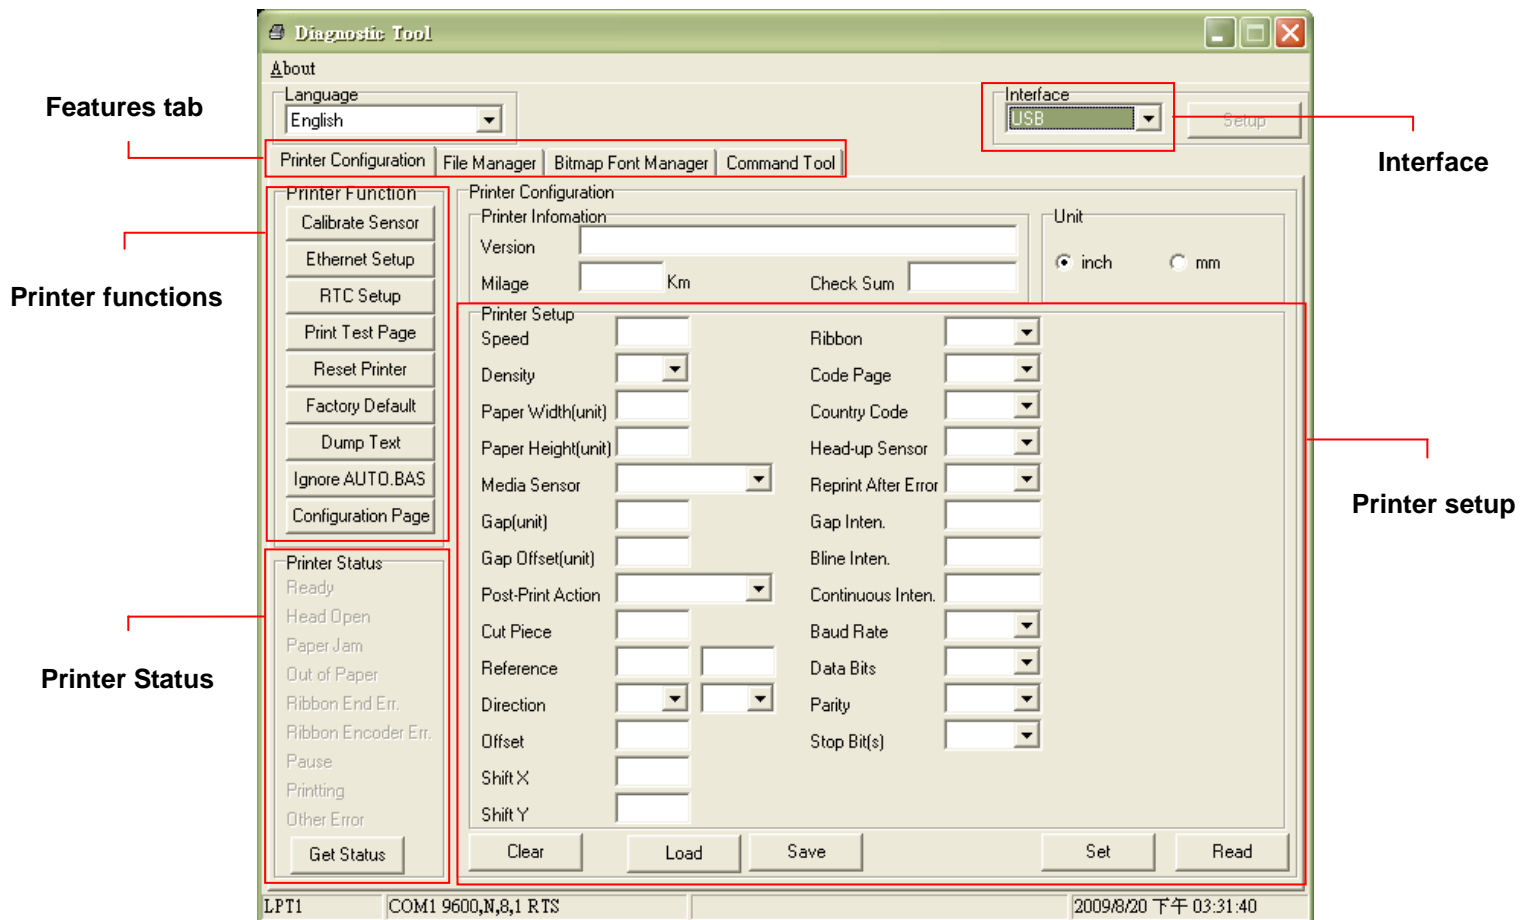 Diagnostic Tool
About
Features tab
Language
English
Interface
USB
Setup
Interface
Printer Configuration File Manager Bitmap Font Manager Command Tool
Printer Function
Calibrate Sensor
Ethernet Setup
RTC Setup
Print Test Page
Reset Printer
Factory Default
Dump Text
Ignore AUTO.BAS
Configuration Page
Printer functions
Printer Configuration
Printer Infomation
Version
Milage Km Check Sum
Unit
inch mm
Printer Setup
Speed
Density
Paper Width(unit)
Paper Height(unit)
Media Sensor
Gap(unit)
Gap Offset(unit)
Post-Print Action
Cut Piece
Reference
Direction
Offset
Shift X
Shift Y
Ribbon
Code Page
Country Code
Head-up Sensor
Reprint After Error
Gap Inten.
Bline Inten.
Continuous Inten.
Baud Rate
Data Bits
Parity
Stop Bit(s)
Printer setup
Printer Status
Ready
Head Open
Paper Jam
Out of Paper
Ribbon End Err.
Ribbon Encoder Err.
Pause
Printting
Other Error
Get Status
Printer Status
Clear Load Save Set Read
LPT1 COM1 9600,N,8,1 RTS 2009/8/20 下午 03:31:40